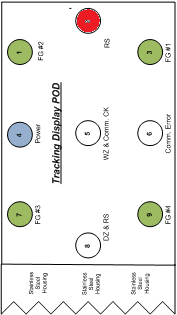 RS
5
1
FG #2
3
FG #1
Tracking Display POD
4
Power
5
WZ & Comm. CK
6
Comm. Error
7
FG #3
8
DZ & RS
9
FG #4
Stainless
Steel
Housing
Stainless
Steel
Housing
Stainless
Steel
Housing